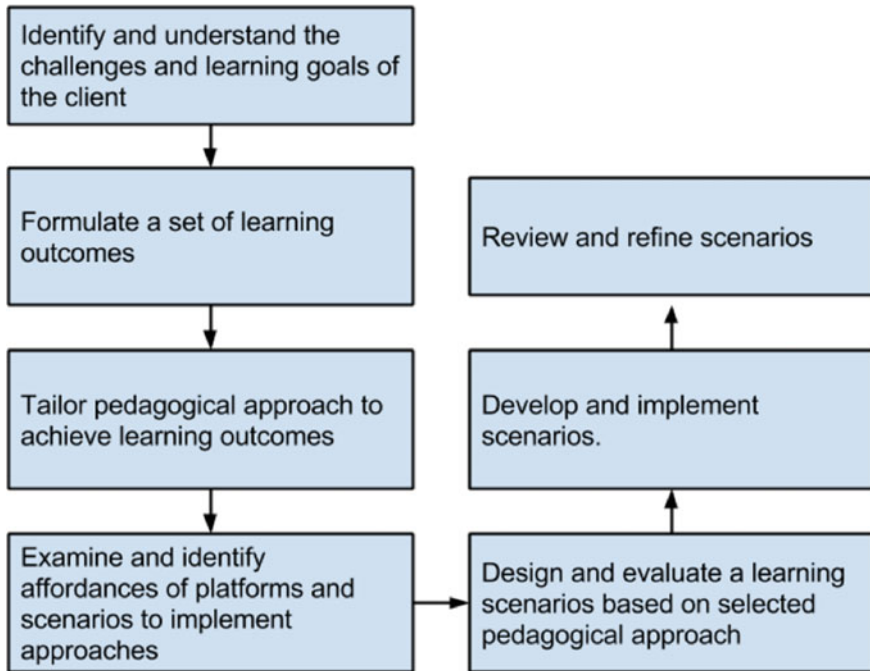 Identify and understand the
challenges and learning goals of
the client
Formulate a set of learning
outcomes
Tailor pedagogical approach to
achieve learning outcomes
Examine and identify
affordances of platforms and
scenarios to implement
approaches
Design and evaluate a learning
scenarios based on selected
pedagogical approach
Develop and implement
scenarios.
Review and refine scenarios